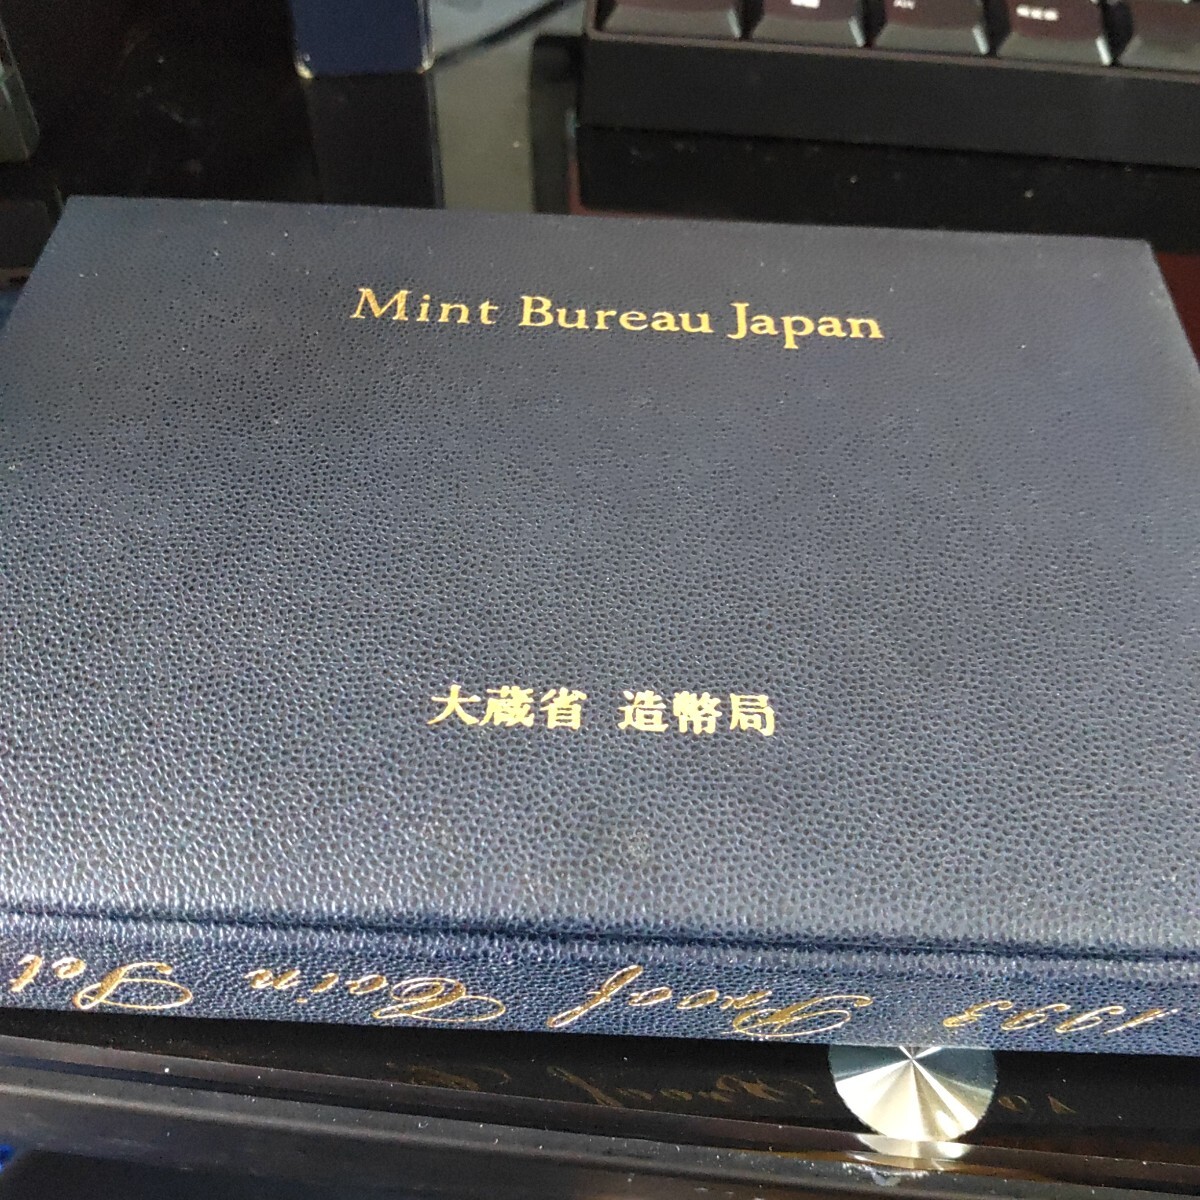 Mint Bureau Japan
大蔵省 造幣局
1993 Proof Coin Set